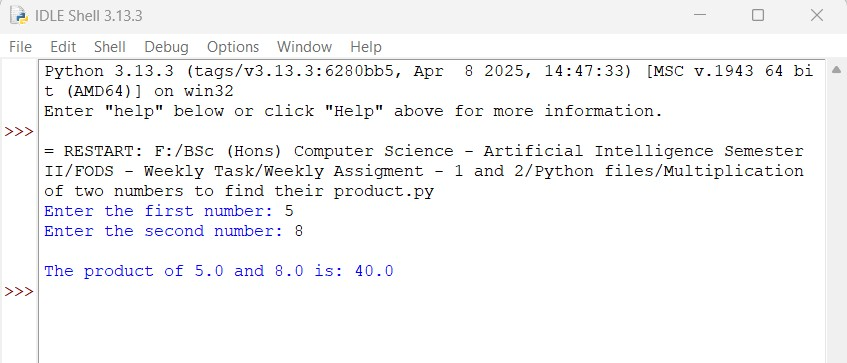 IDLE Shell 3.13.3
File Edit Shell Debug Options Window Help
Python 3.13.3 (tags/v3.13.3:6280bb5, Apr  8 2025, 14:47:33) [MSC v.1943 64 bi
t (AMD64)] on win32
Enter "help" below or click "Help" above for more information.
>>>
= RESTART: F:/BSc (Hons) Computer Science - Artificial Intelligence Semester
II/FODS - Weekly Task/Weekly Assigment - 1 and 2/Python files/Multiplication
of two numbers to find their product.py
Enter the first number: 5
Enter the second number: 8
The product of 5.0 and 8.0 is: 40.0
>>>